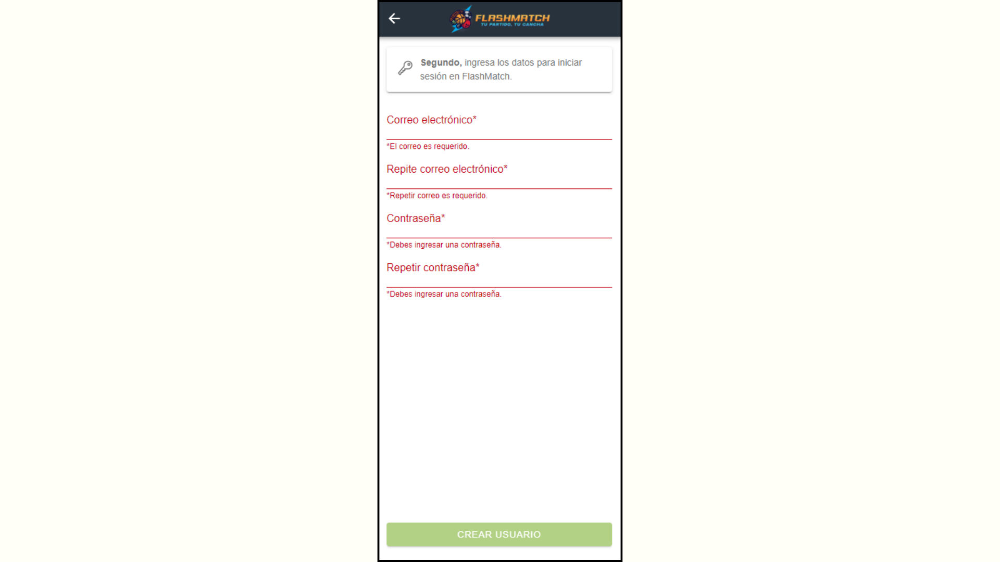 FLASHMATCH
TU PARTIDO, TU CANCHA
Segundo, ingresa los datos para iniciar
sesión en FlashMatch.
Correo electrónico*
*El correo es requerido.
Repite correo electrónico*
*Repetir correo es requerido.
Contraseña*
*Debes ingresar una contraseña.
Repetir contraseña*
*Debes ingresar una contraseña.
CREAR USUARIO